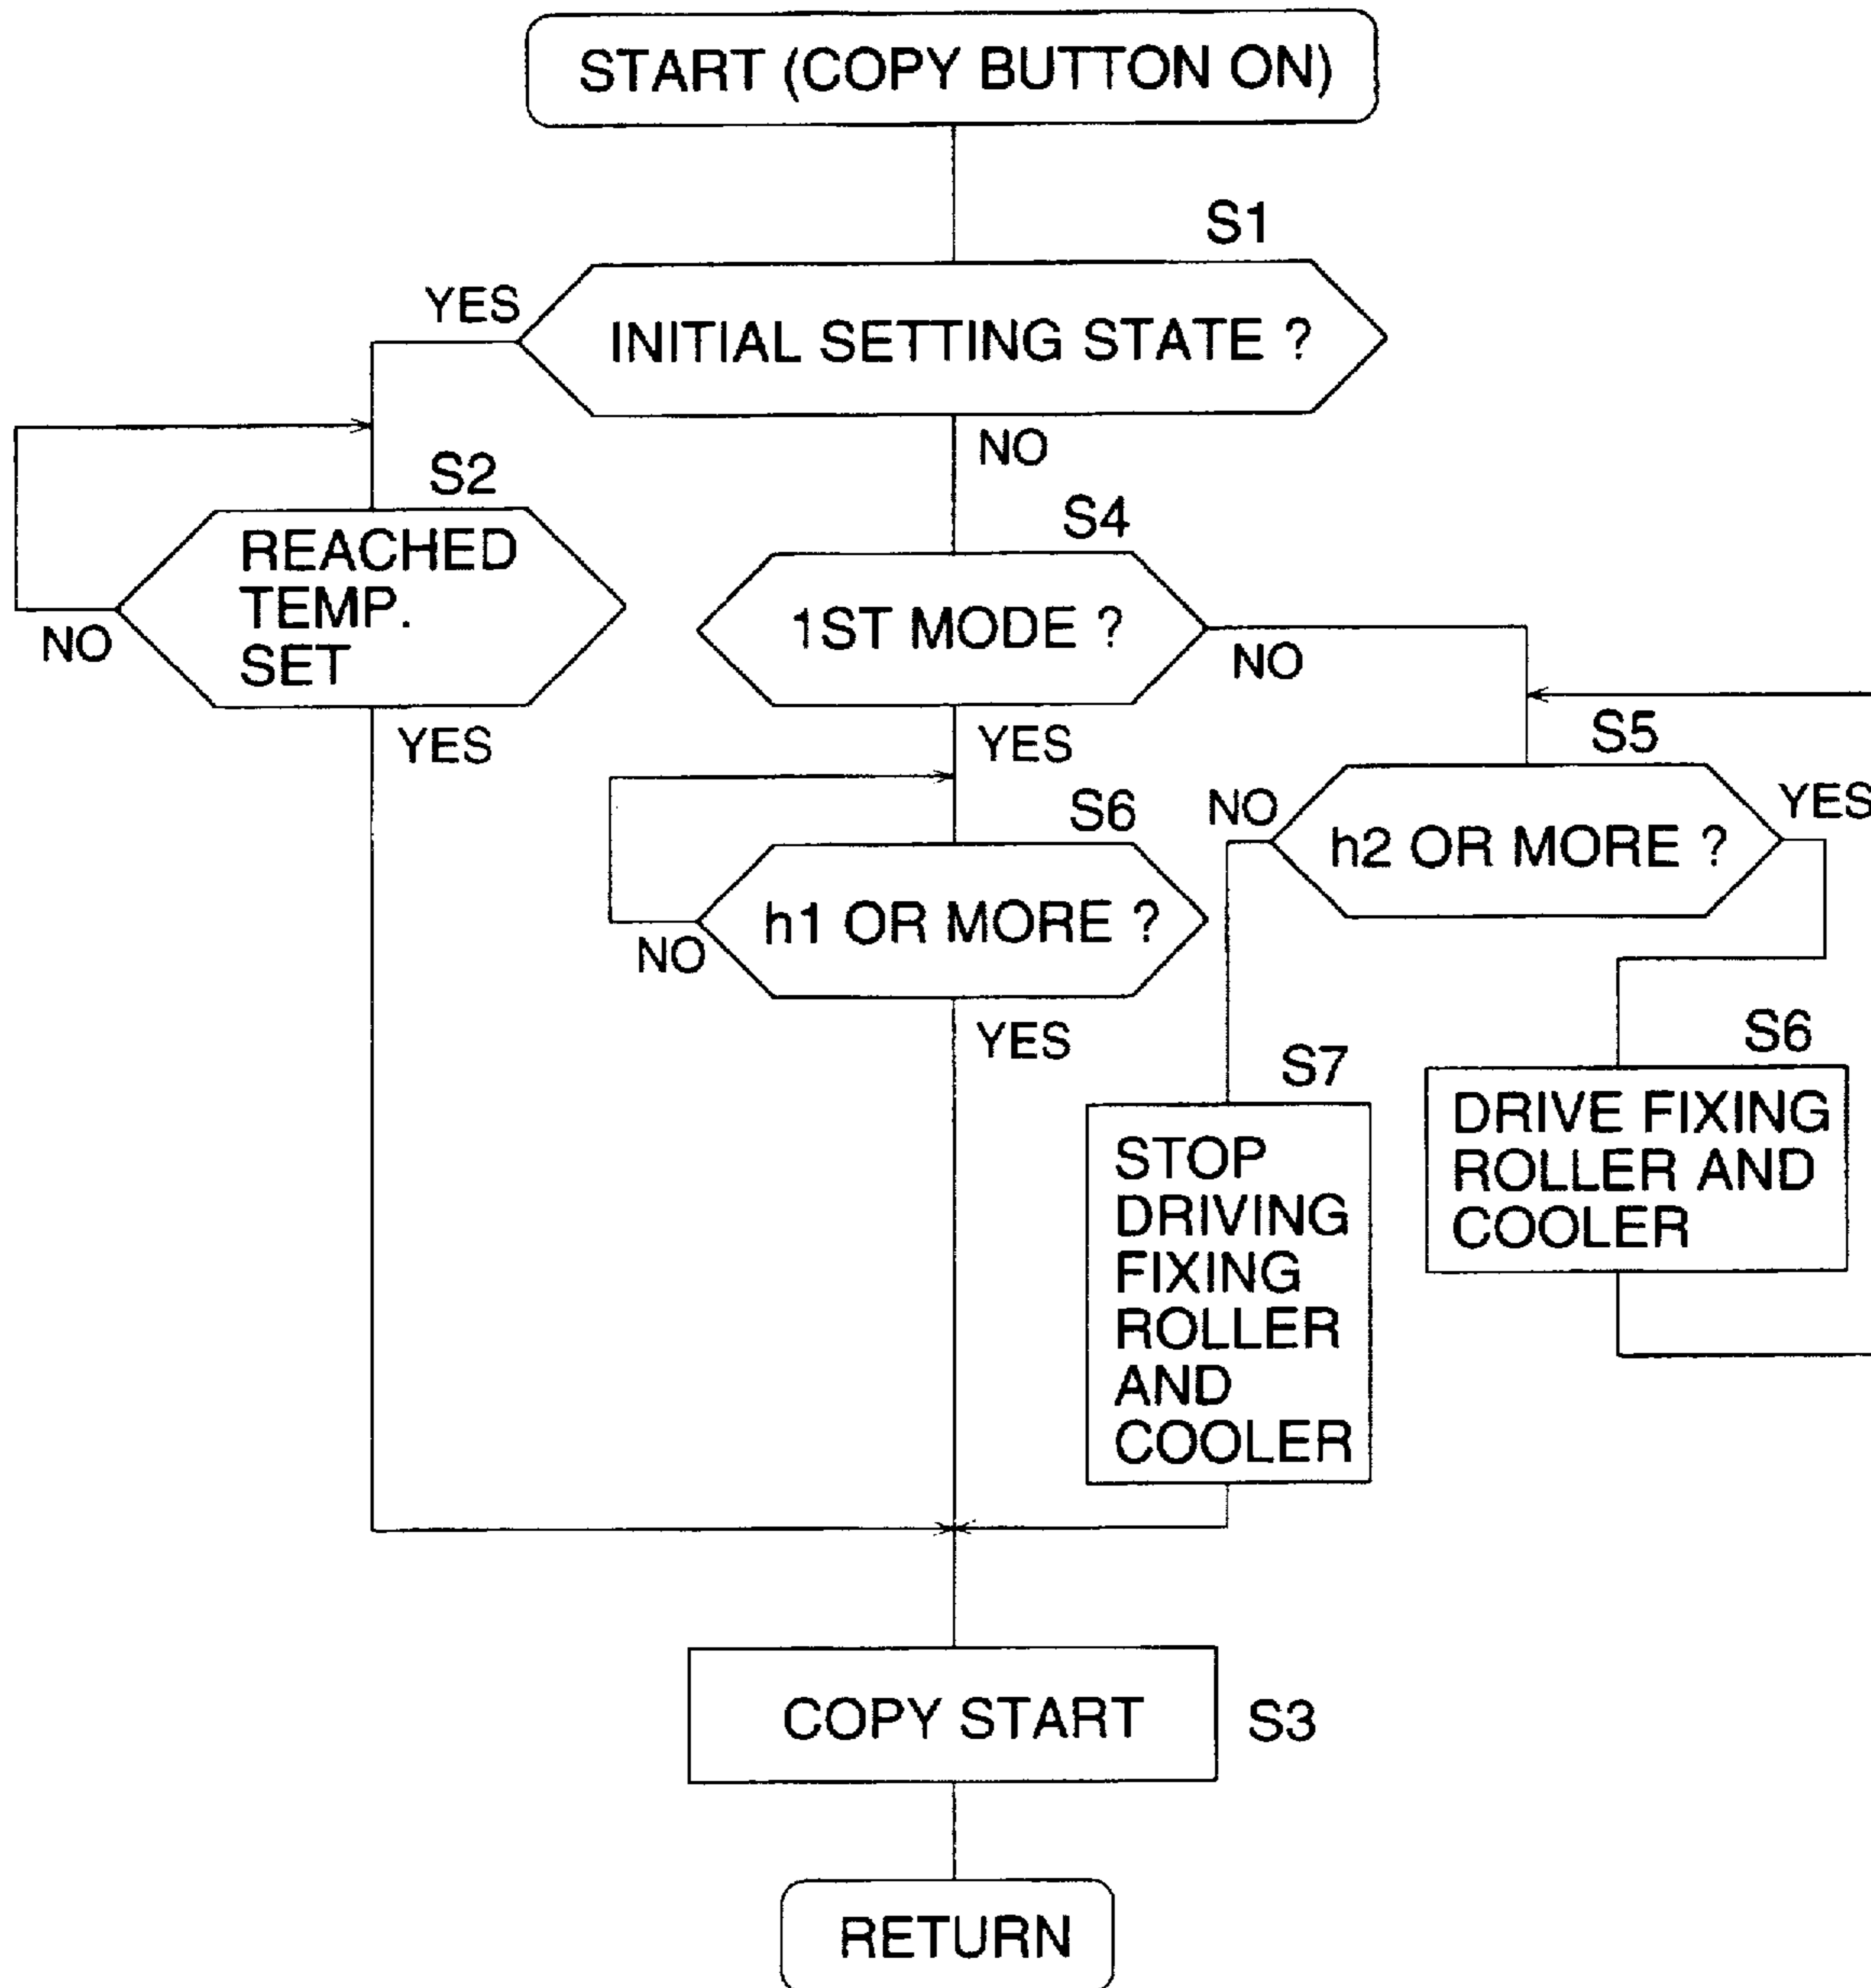 START (COPY BUTTON ON)
S1
YES
INITIAL SETTING STATE ?
NO
S2
REACHED
TEMP.
SET
NO
YES
S4
1ST MODE ?
NO
YES
S6
h1 OR MORE ?
NO
YES
S5
NO
YES
h2 OR MORE ?
S7
STOP
DRIVING
FIXING
ROLLER
AND
COOLER
S6
DRIVE FIXING
ROLLER AND
COOLER
COPY START
S3
RETURN